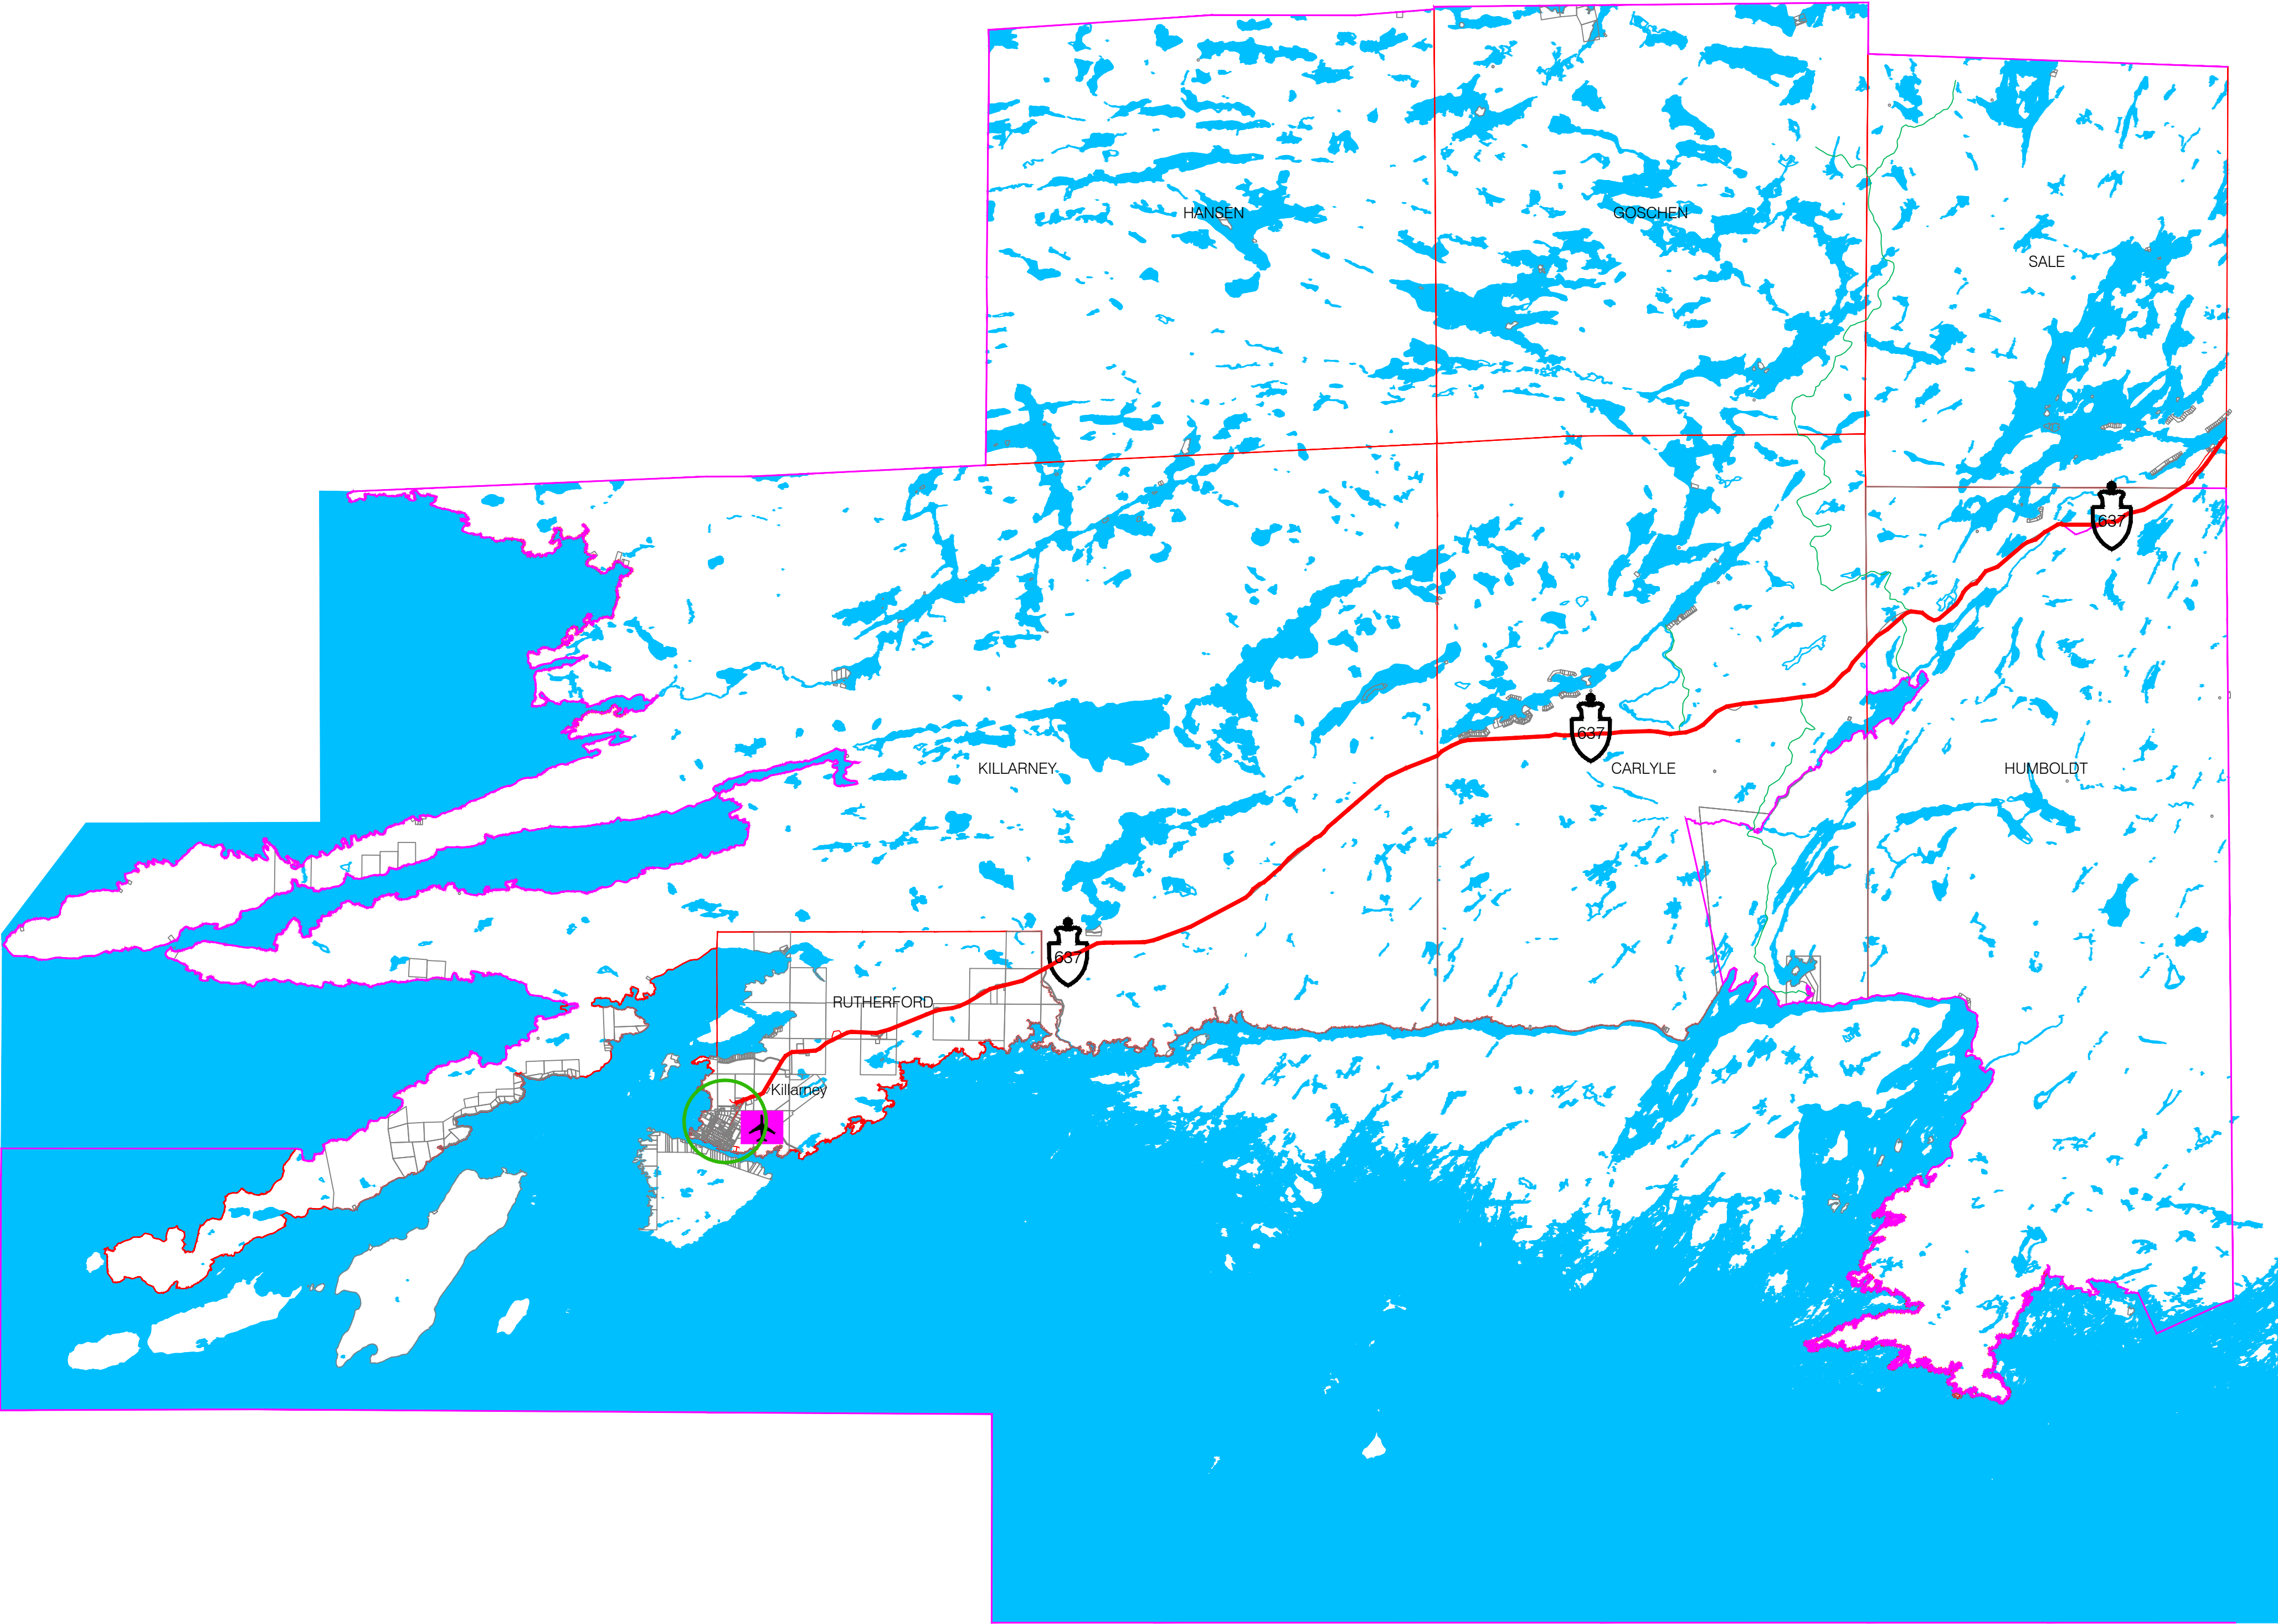 HANSEN
GOSCHEN
SALE
637
637
KILLARNEY
CARLYLE
HUMBOLDT
637
RUTHERFORD
Killarney